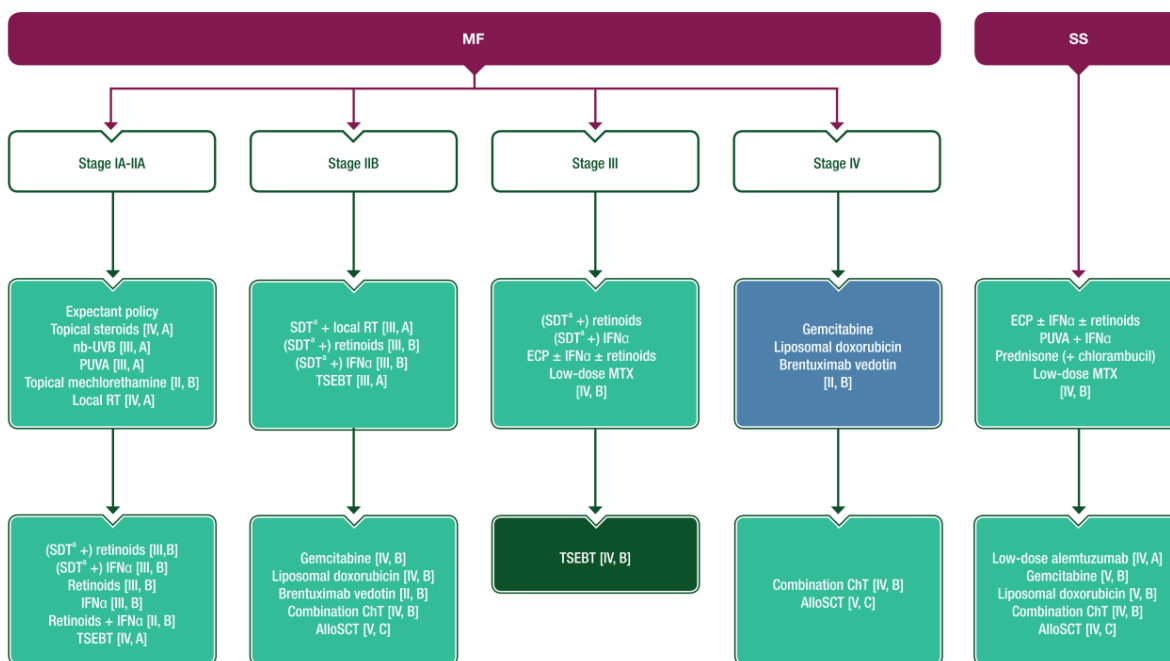 MF
SS
Stage IA-IIA
Stage IIB
Stage III
Stage IV
Expectant policy
Topical steroids [IV, A]
nb-UVB [III, A]
PUVA [III, A]
Topical mechlorethamine [II, B]
Local RT [IV, A]
SDTᵃ + local RT [III, A]
(SDTᵃ +) retinoids [III, B]
(SDTᵃ +) IFNα [III, B]
TSEBT [III, A]
(SDTᵃ +) retinoids
(SDTᵃ +) IFNα
ECP ± IFNα ± retinoids
Low-dose MTX
[IV, B]
Gemcitabine
Liposomal doxorubicin
Brentuximab vedotin
[II, B]
ECP ± IFNα ± retinoids
PUVA + IFNα
Prednisone (+ chlorambucil)
Low-dose MTX
[IV, B]
(SDTᵃ +) retinoids [III,B]
(SDTᵃ +) IFNα [III, B]
Retinoids [III, B]
IFNα [III, B]
Retinoids + IFNα [II, B]
TSEBT [IV, A]
Gemcitabine [IV, B]
Liposomal doxorubicin [IV, B]
Brentuximab vedotin [II, B]
Combination ChT [IV, B]
AlloSCT [V, C]
TSEBT [IV, B]
Combination ChT [IV, B]
AlloSCT [V, C]
Low-dose alemtuzumab [IV, A]
Gemcitabine [V, B]
Liposomal doxorubicin [V, B]
Combination ChT [IV, B]
AlloSCT [IV, C]